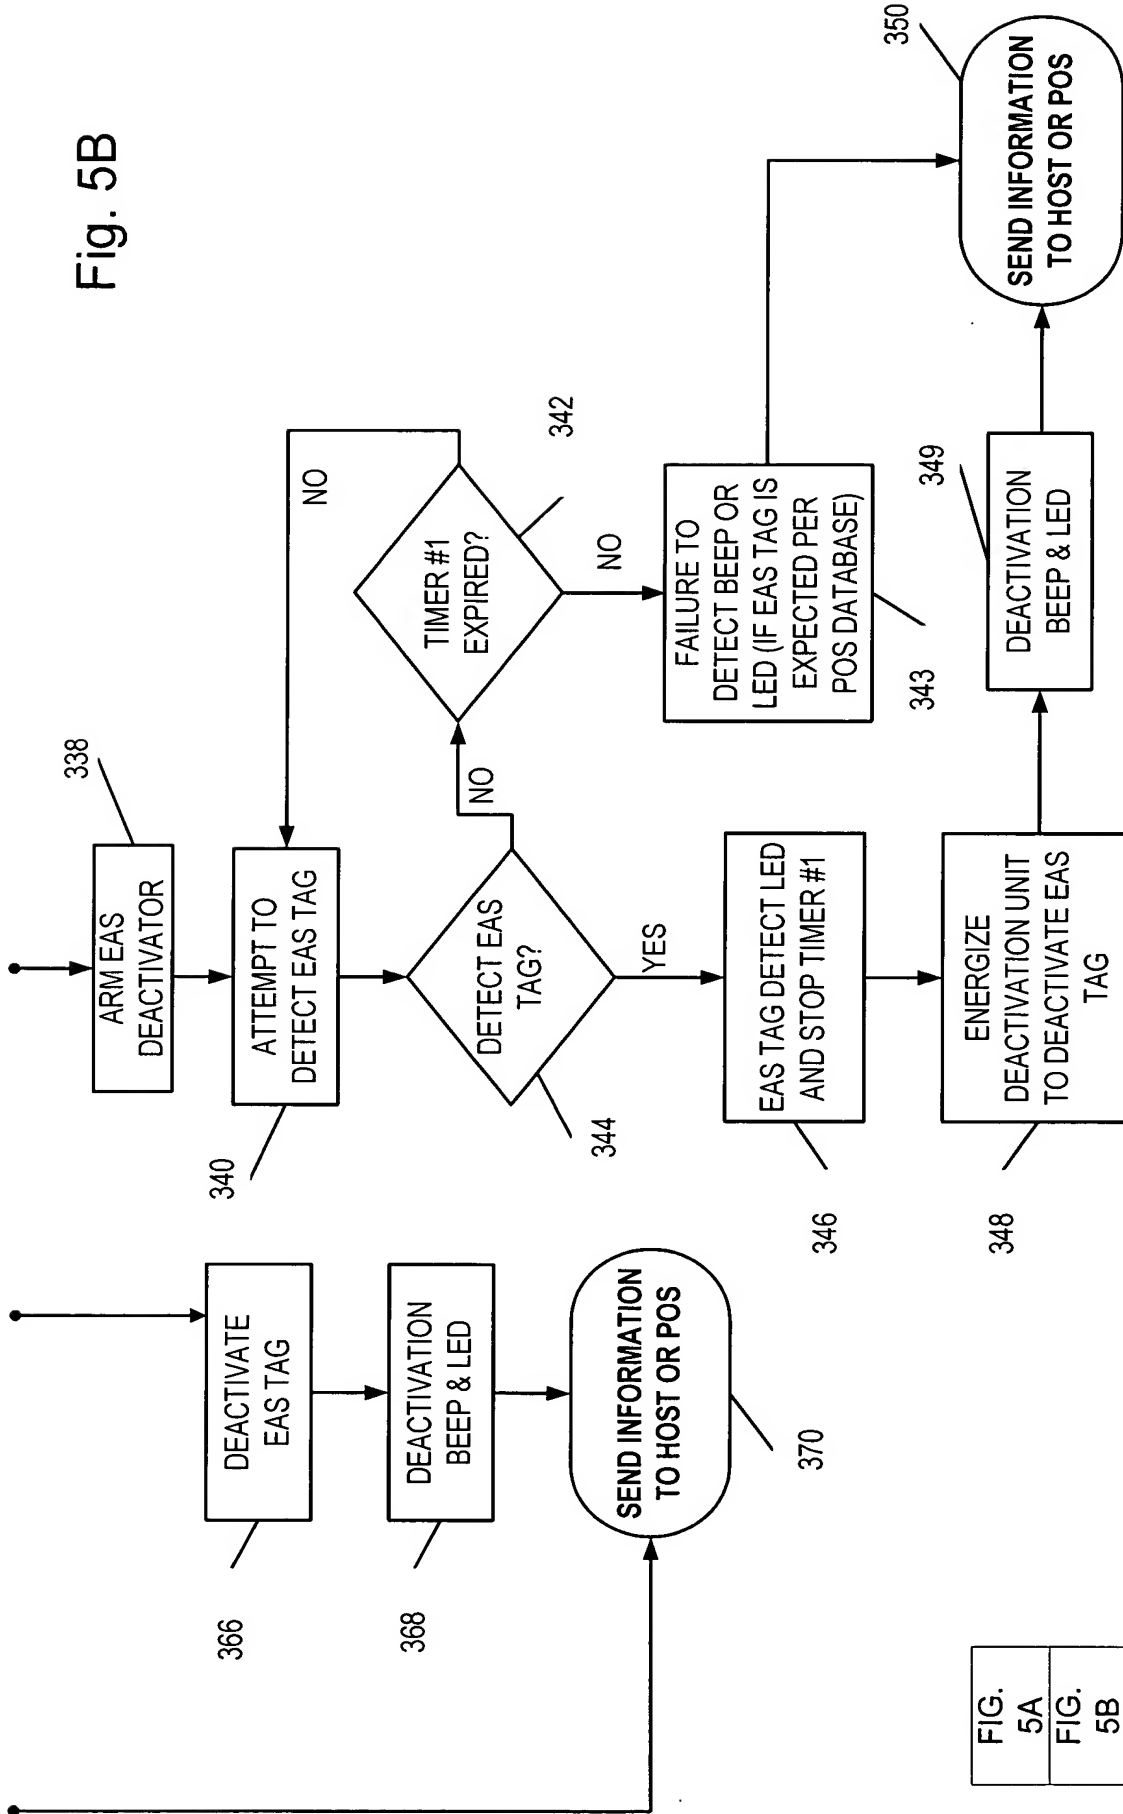 Fig. 5B
338
ARM EAS
DEACTIVATOR
340
ATTEMPT TO
DETECT EAS TAG
NO
344
DETECT EAS
TAG?
NO
TIMER #1
EXPIRED?
342
NO
YES
FAILURE TO
DETECT BEEP OR
LED (IF EAS TAG IS
EXPECTED PER
POS DATABASE)
343
346
EAS TAG DETECT LED
AND STOP TIMER #1
348
ENERGIZE
DEACTIVATION UNIT
TO DEACTIVATE EAS
TAG
349
DEACTIVATION
BEEP & LED
350
SEND INFORMATION
TO HOST OR POS
366
DEACTIVATE
EAS TAG
368
DEACTIVATION
BEEP & LED
SEND INFORMATION
TO HOST OR POS
370
FIG.
5A
FIG.
5B